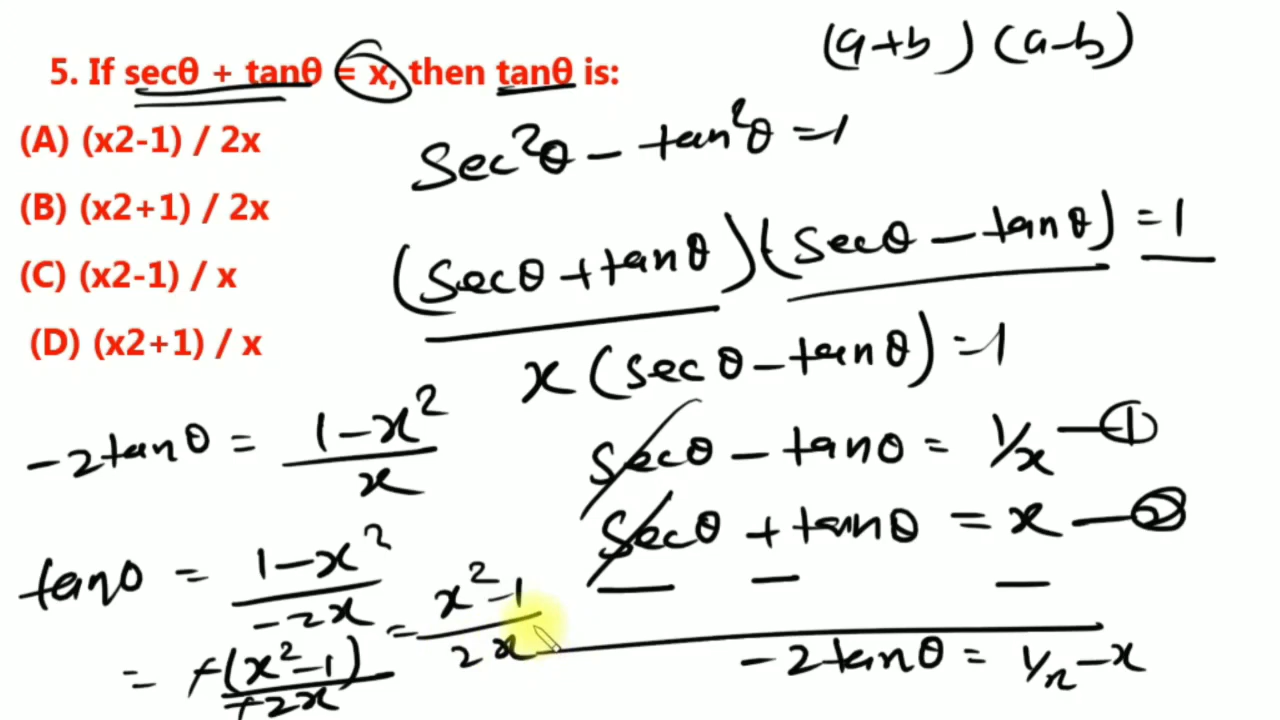 5. If secθ + tanθ = x, then tanθ is:
(A) (x2-1) / 2x
(B) (x2+1) / 2x
(C) (x2-1) / x
(D) (x2+1) / x
(a+b) (a-b)
Sec²θ - tan²θ = 1
(Secθ + tanθ) (Secθ - tanθ) = 1
x (Secθ - tanθ) = 1
Secθ - tanθ = 1/x - ①
Secθ + tanθ = x - ②
- - -
-2tanθ = 1/x - x
-2tanθ = 1-x² / x
tanθ = 1-x² / -2x
= -(x²-1) / -2x = x²-1 / 2x